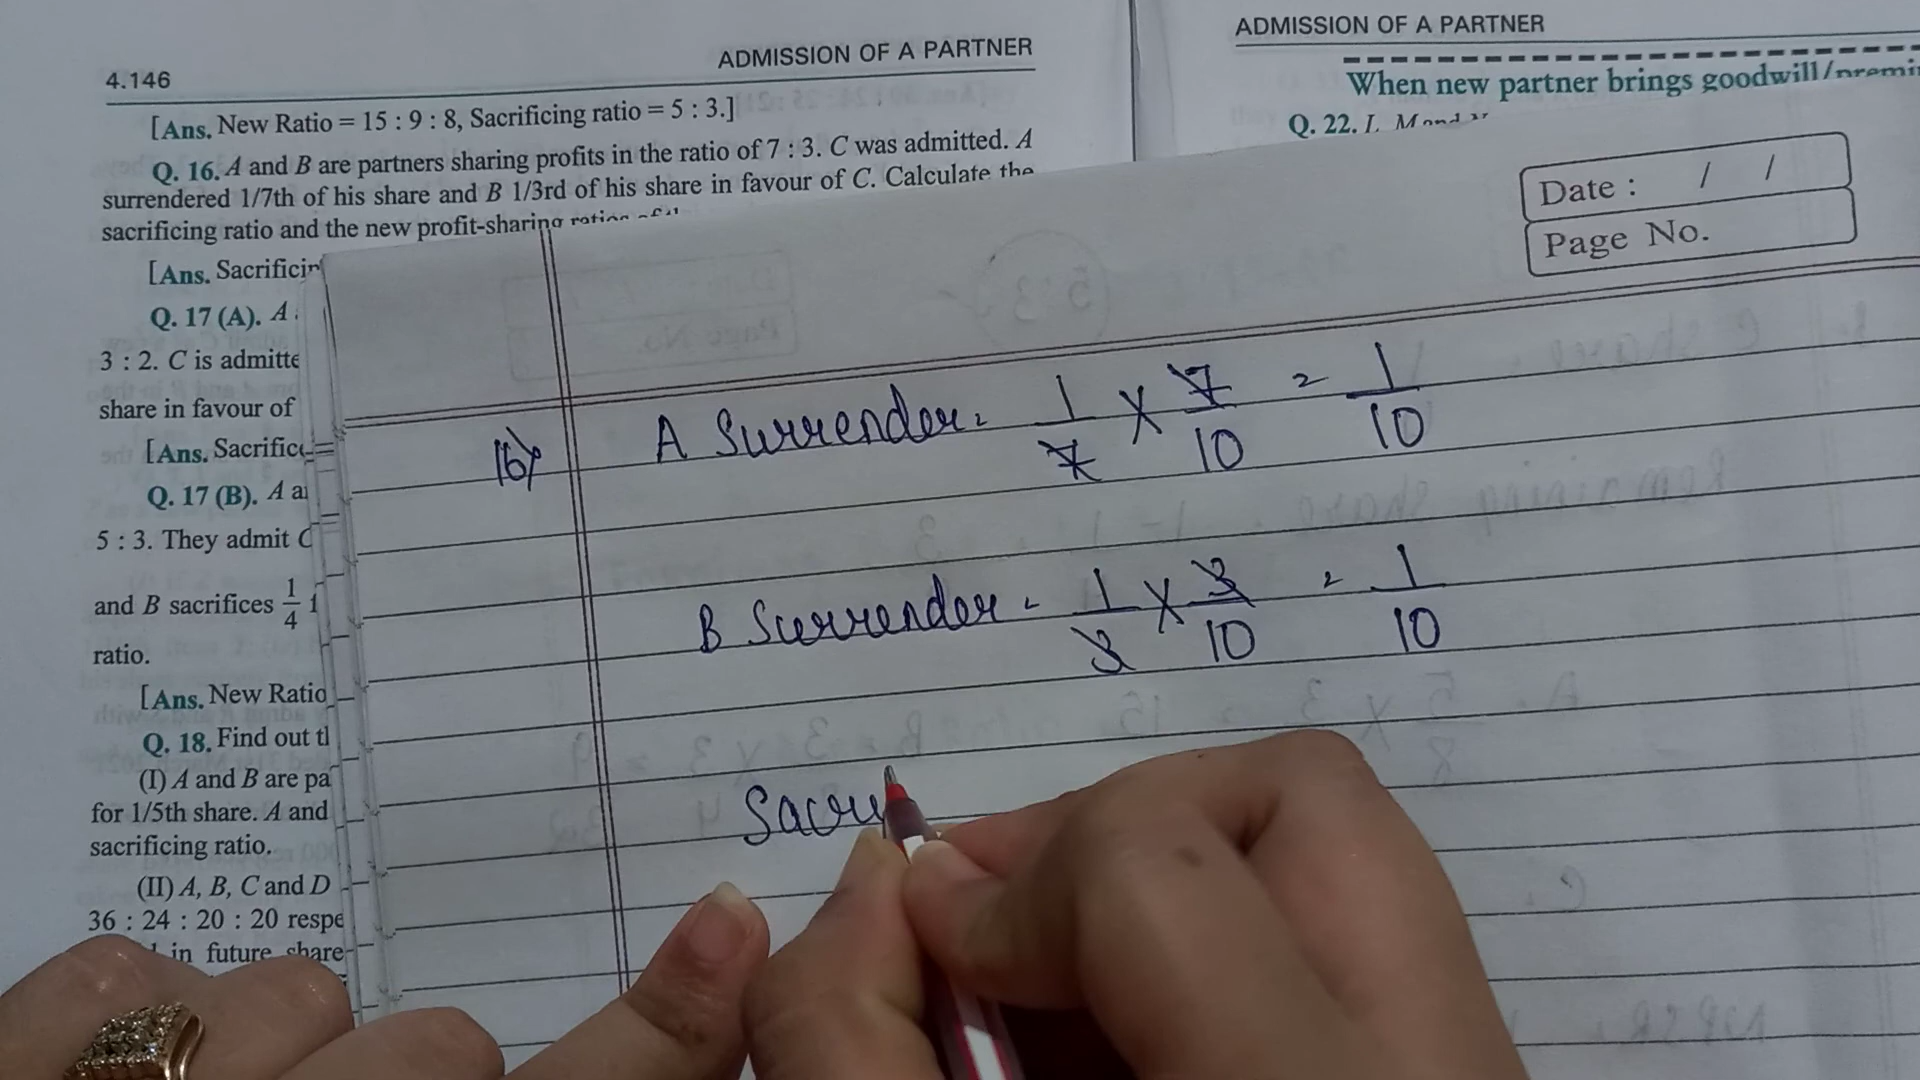 4.146
ADMISSION OF A PARTNER
[Ans. New Ratio = 15 : 9 : 8, Sacrificing ratio = 5 : 3.]
Q. 16. A and B are partners sharing profits in the ratio of 7 : 3. C was admitted. A
surrendered 1/7th of his share and B 1/3rd of his share in favour of C. Calculate the
sacrificing ratio and the new profit-sharing
[Ans.
Q. 17 (A). A
3 : 2. C is
share in favour of
[Ans.
Q. 17 (B). A
5 : 3. They admit C
and B sacrifices 1/4
ratio.
[Ans. New Ratio
Q. 18. Find out
(I) A and B are
for 1/5th share. A and
sacrificing ratio.
(II) A, B, C and D
36 : 24 : 20 : 20
in future share
ADMISSION OF A PARTNER
When new partner brings goodwill/
Q. 22. L
Date : / /
Page No.
16) A Surrender = 1/7 × 7/10 = 1/10
B Surrender = 1/3 × 3/10 = 1/10
Sacri